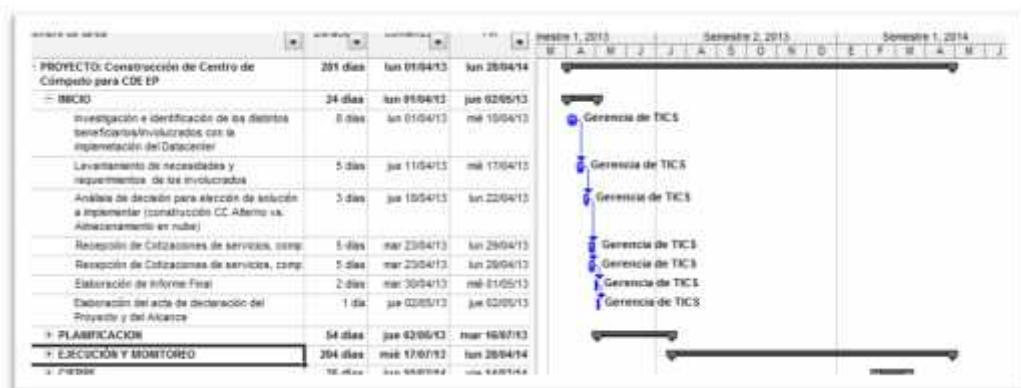 mestre 1, 2013 Semestre 2, 2013 Semestre 1, 2014
M A M J J A S O N D E F M A M J
PROYECTO: Construcción de Centro de Cómputo para CDE EP 281 días lun 01/04/13 lun 28/04/14
INICIO 24 días lun 01/04/13 jue 02/05/13
Investigación e identificación de los distintos
beneficiarios/involucrados con la
implementación del Datacenter
8 días lun 01/04/13 mié 10/04/13 Gerencia de TICS
Levantamiento de necesidades y
requerimientos de los involucrados
5 días jue 11/04/13 mié 17/04/13 Gerencia de TICS
Análisis de decisión para elección de solución
a implementar (construcción CC Alterno vs.
Almacenamiento en nube)
3 días jue 18/04/13 lun 22/04/13 Gerencia de TICS
Recepción de Cotizaciones de servicios, comp 5 días mar 23/04/13 lun 29/04/13 Gerencia de TICS
Recepción de Cotizaciones de servicios, comp 5 días mar 23/04/13 lun 29/04/13 Gerencia de TICS
Elaboración de Informe Final 2 días mar 30/04/13 mié 01/05/13 Gerencia de TICS
Elaboración del acta de declaración del
Proyecto y del Alcance
1 día jue 02/05/13 jue 02/05/13 Gerencia de TICS
PLANIFICACION 54 días jue 02/05/13 mar 16/07/13
EJECUCIÓN Y MONITOREO 204 días mié 17/07/13 lun 28/04/14